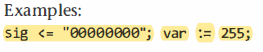 Examples:
sig <= "00000000"; var := 255;